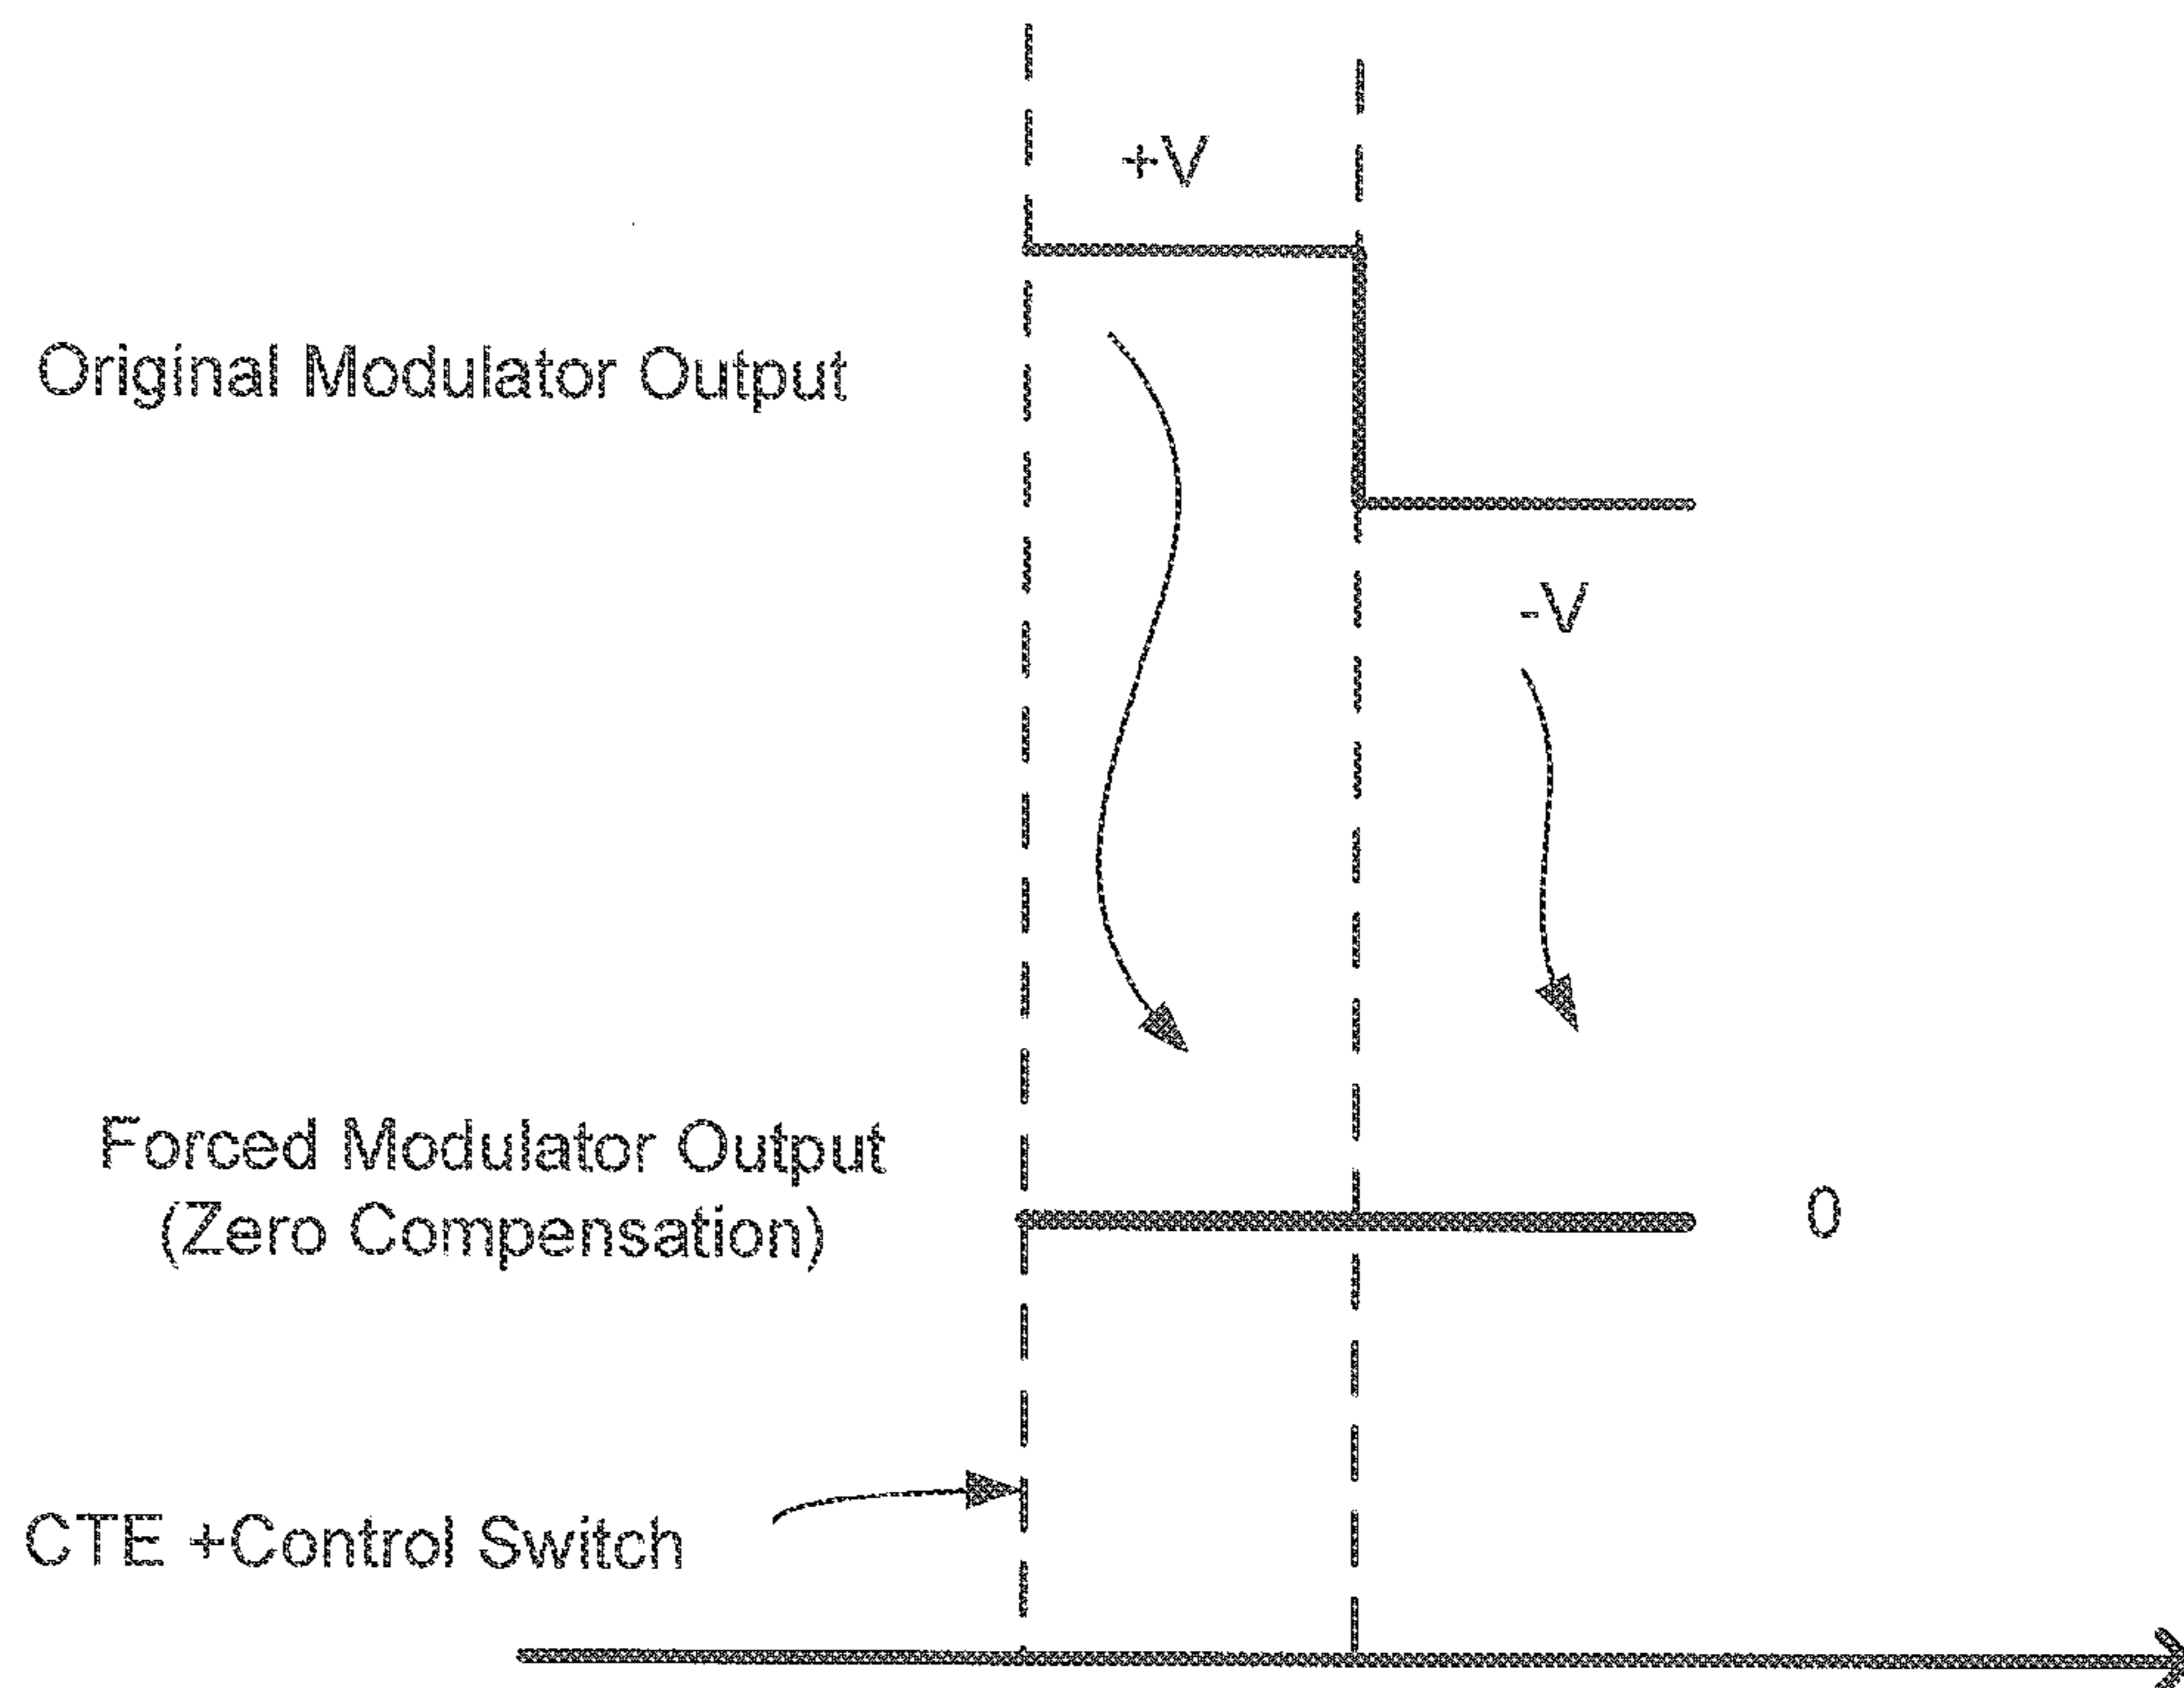 +V
Original Modulator Output
-V
Forced Modulator Output
(Zero Compensation)
0
CTE +Control Switch